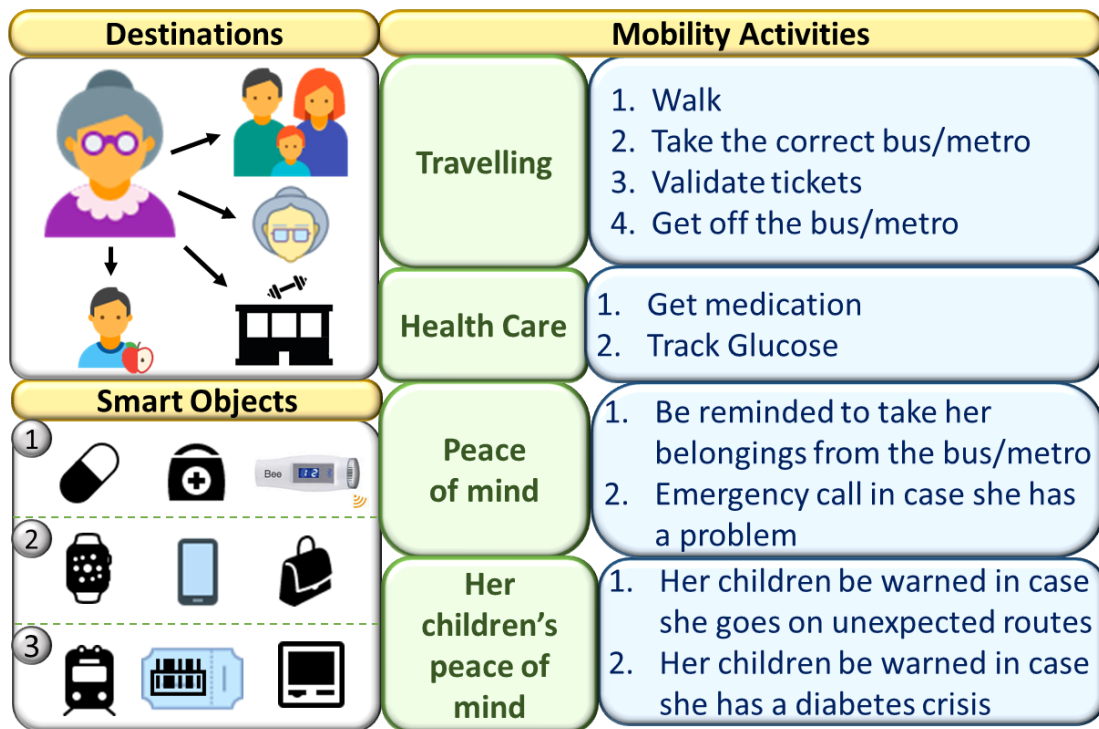 Destinations
Mobility Activities
Travelling
1. Walk
2. Take the correct bus/metro
3. Validate tickets
4. Get off the bus/metro
Health Care
1. Get medication
2. Track Glucose
Smart Objects
1
Bee
12
2
3
Peace
of mind
1. Be reminded to take her
belongings from the bus/metro
2. Emergency call in case she has
a problem
Her
children's
peace of
mind
1. Her children be warned in case
she goes on unexpected routes
2. Her children be warned in case
she has a diabetes crisis